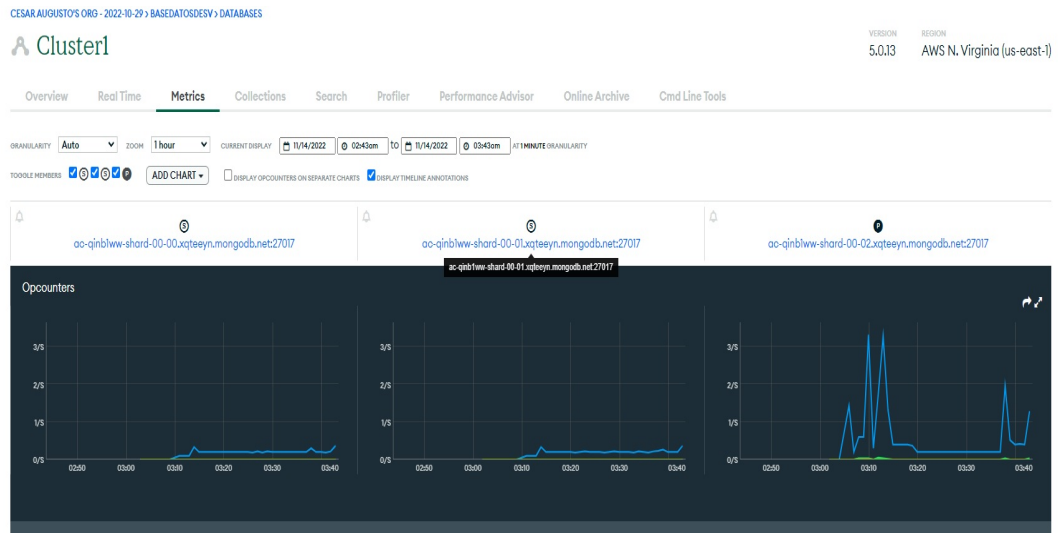 CESAR AUGUSTO'S ORG - 2022-10-29 > BASEDATOSDESV > DATABASES
Cluster1
VERSION
5.0.13
REGION
AWS N. Virginia (us-east-1)
Overview Real Time Metrics Collections Search Profiler Performance Advisor Online Archive Cmd Line Tools
GRANULARITY Auto ZOOM 1 hour CURRENT DISPLAY 11/14/2022 02:43am to 11/14/2022 03:43am AT 1 MINUTE GRANULARITY
TOGGLE MEMBERS S S P ADD CHART DISPLAY OPCOUNTERS ON SEPARATE CHARTS DISPLAY TIMELINE ANNOTATIONS
S
ac-qinb1ww-shard-00-00.xqteeyn.mongodb.net:27017
S
ac-qinb1ww-shard-00-01.xqteeyn.mongodb.net:27017
P
ac-qinb1ww-shard-00-02.xqteeyn.mongodb.net:27017
ac-qinb1ww-shard-00-01.xqteeyn.mongodb.net:27017
Opcounters
3/S
2/S
1/S
0/S
02:50 03:00 03:10 03:20 03:30 03:40
3/S
2/S
1/S
0/S
02:50 03:00 03:10 03:20 03:30 03:40
3/S
2/S
1/S
0/S
02:50 03:00 03:10 03:20 03:30 03:40